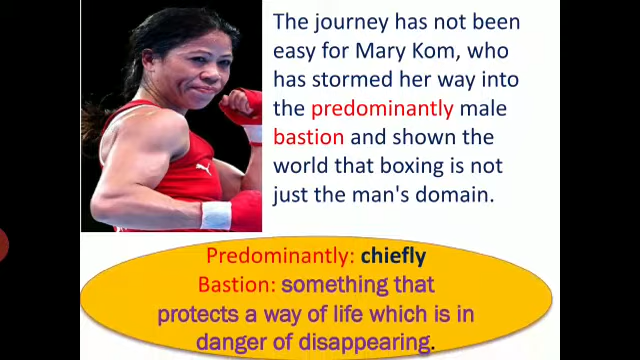 The journey has not been
easy for Mary Kom, who
has stormed her way into
the predominantly male
bastion and shown the
world that boxing is not
just the man's domain.
Predominantly: chiefly
Bastion: something that
protects a way of life which is in
danger of disappearing.